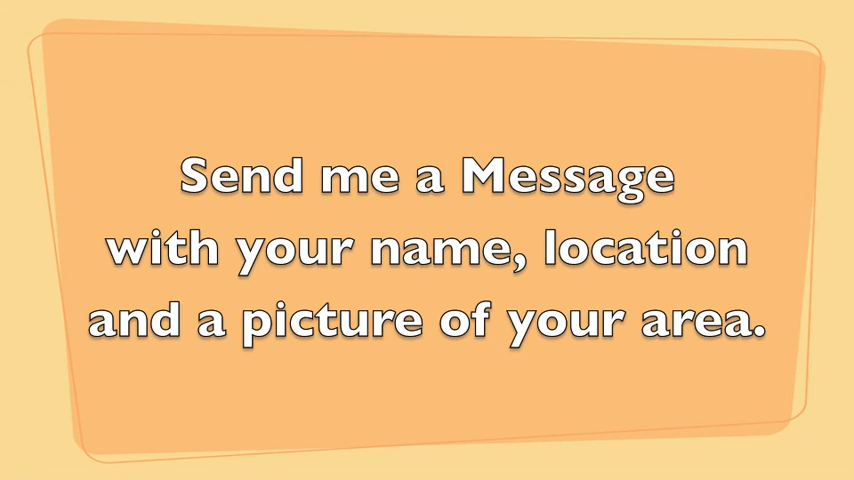 Send me a Message
with your name, location
and a picture of your area.